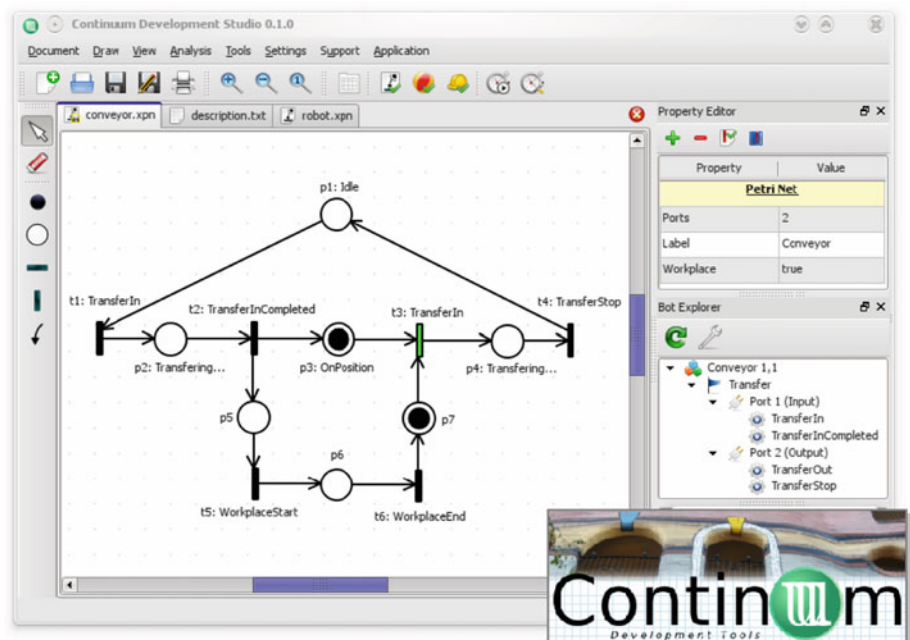 Continuum Development Studio 0.1.0
Document Draw View Analysis Tools Settings Support Application
conveyor.xpn description.txt robot.xpn
p1: Idle
t1: TransferIn
t2: TransferInCompleted
t3: TransferIn
t4: TransferStop
p2: Transfering...
p3: OnPosition
p4: Transfering...
p5
p7
p6
t5: WorkplaceStart
t6: WorkplaceEnd
Property Editor
Property Value
Petri Net
Ports 2
Label Conveyor
Workplace true
Bot Explorer
Conveyor 1,1
Transfer
Port 1 (Input)
TransferIn
TransferInCompleted
Port 2 (Output)
TransferOut
TransferStop
Continuum
Development Tools